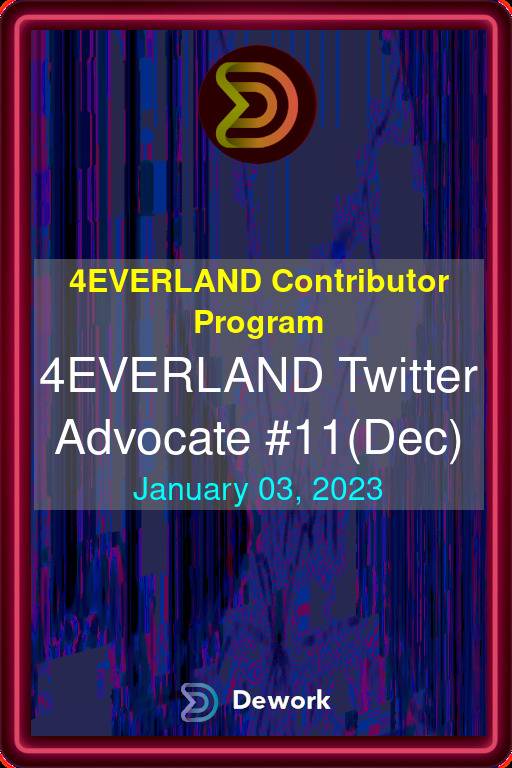 4EVERLAND Contributor
Program
4EVERLAND Twitter
Advocate #11(Dec)
January 03, 2023
Dework